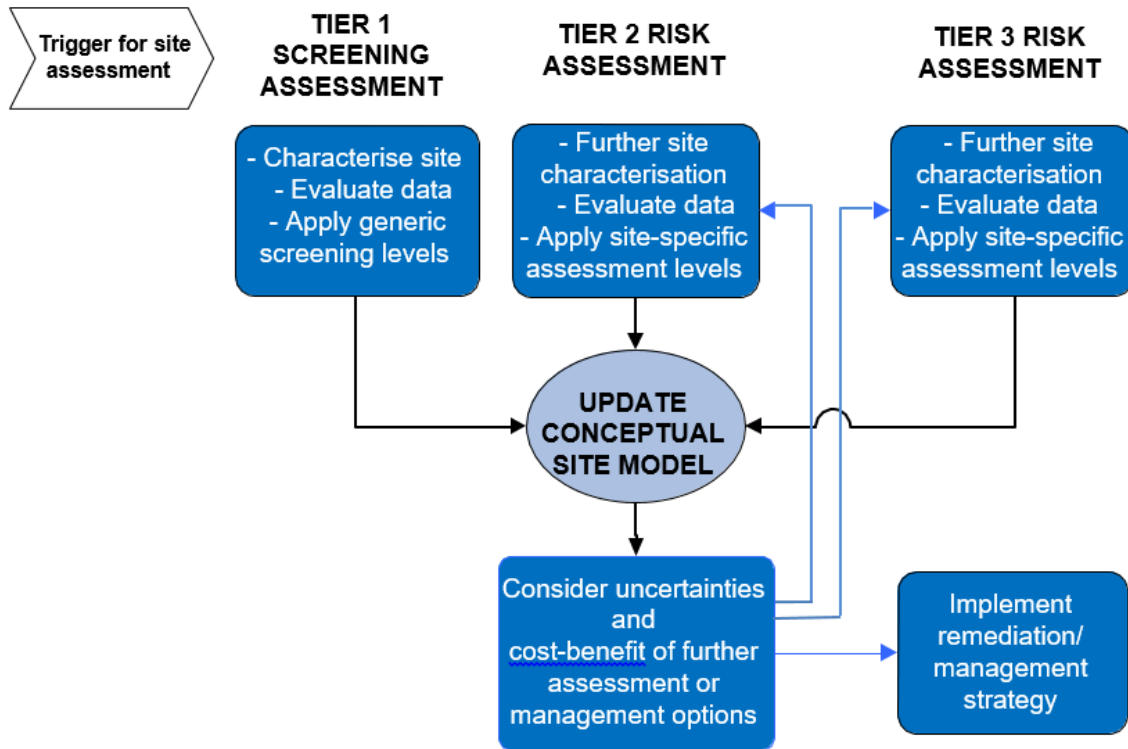 Trigger for site
assessment
TIER 1
SCREENING
ASSESSMENT
TIER 2 RISK
ASSESSMENT
TIER 3 RISK
ASSESSMENT
- Characterise site
- Evaluate data
- Apply generic
screening levels
- Further site
characterisation
- Evaluate data
- Apply site-specific
assessment levels
- Further site
characterisation
- Evaluate data
- Apply site-specific
assessment levels
UPDATE
CONCEPTUAL
SITE MODEL
Consider uncertainties
and
cost-benefit of further
assessment or
management options
Implement
remediation/
management
strategy